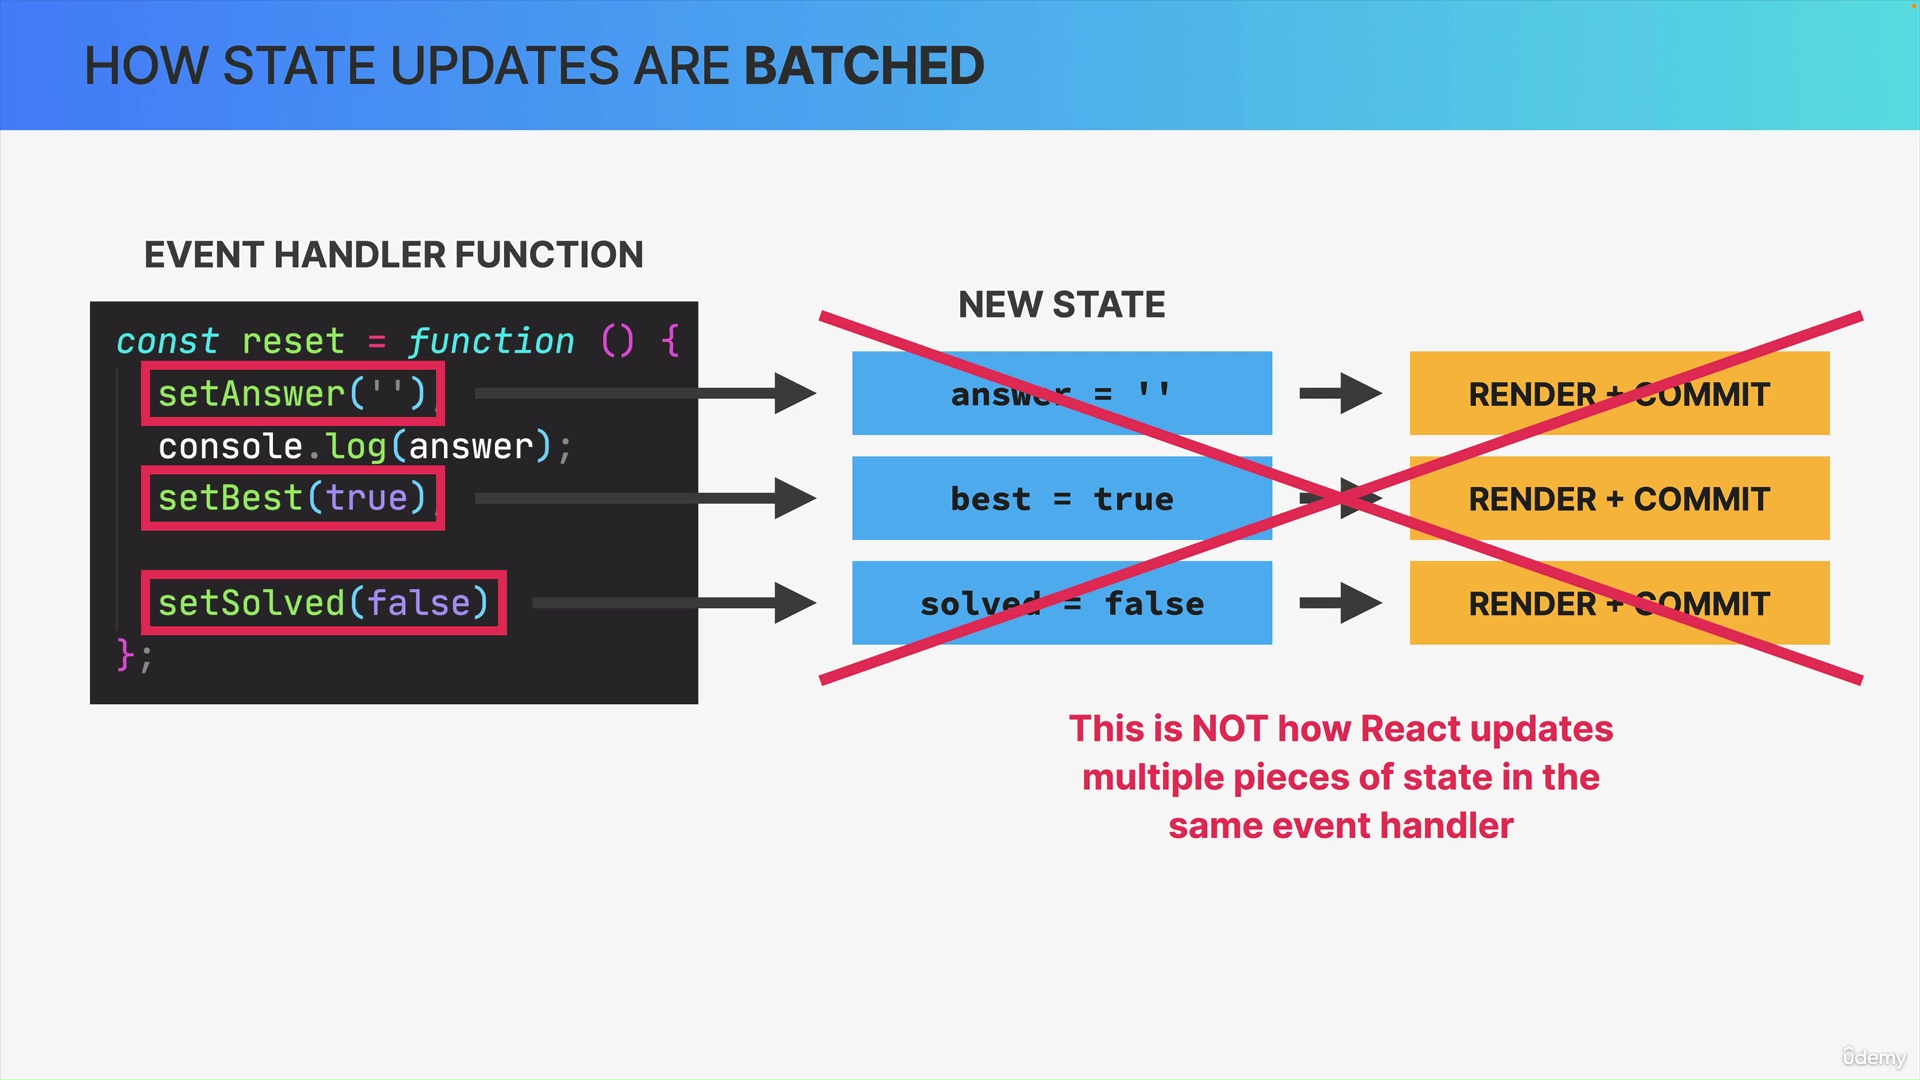 HOW STATE UPDATES ARE BATCHED
EVENT HANDLER FUNCTION
const reset = function () {
setAnswer('')
console.log(answer);
setBest(true)
setSolved(false)
};
NEW STATE
answer = ''
RENDER + COMMIT
best = true
RENDER + COMMIT
solved = false
RENDER + COMMIT
This is NOT how React updates
multiple pieces of state in the
same event handler
ûdemy